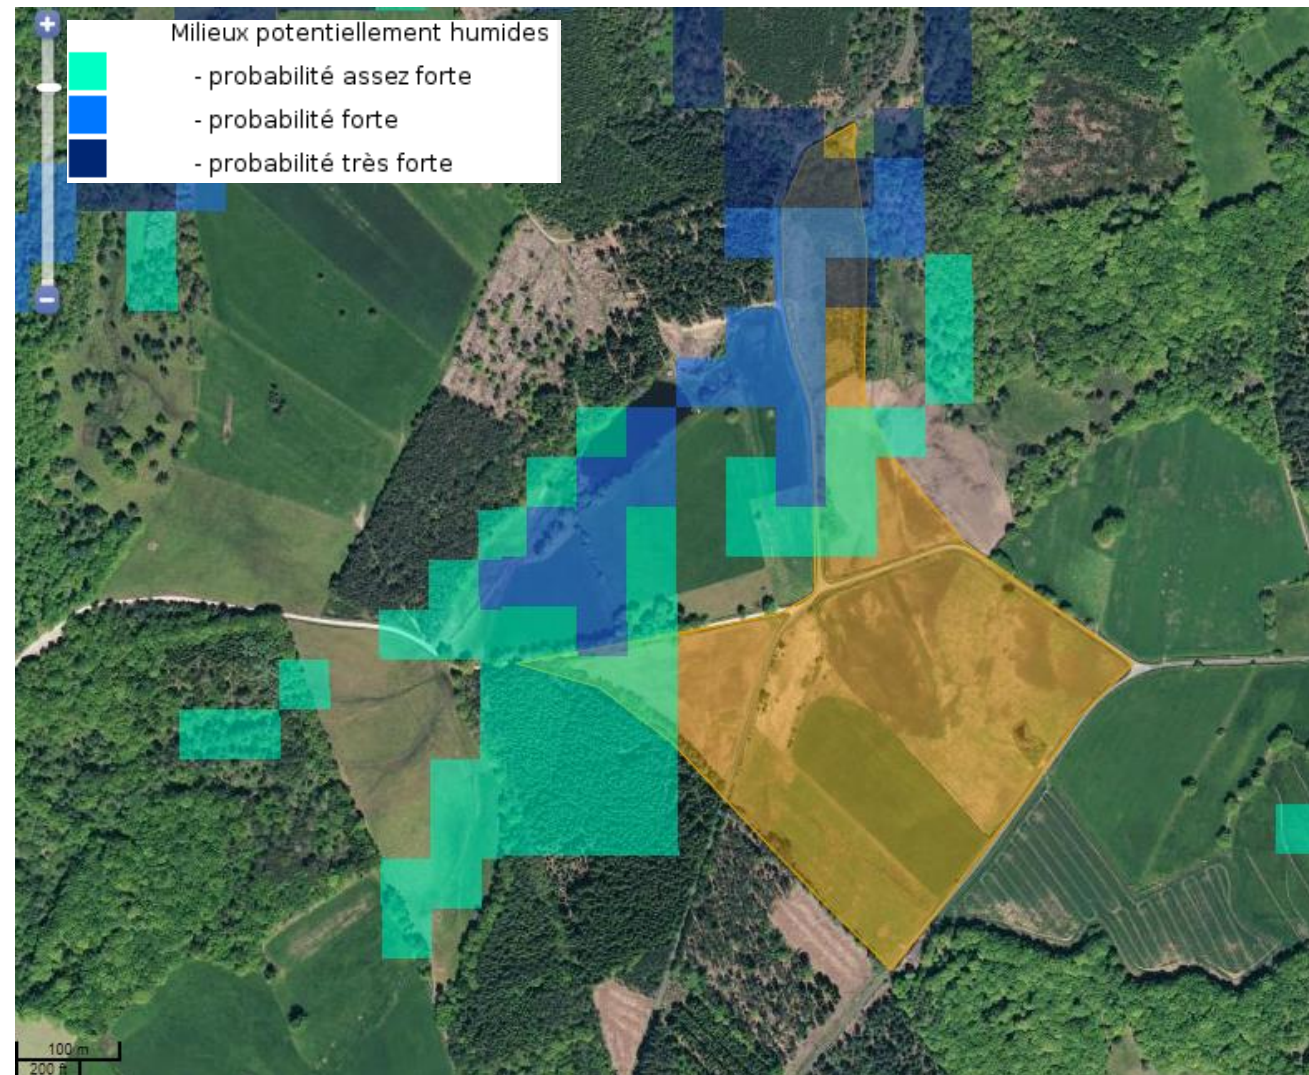 Milieux potentiellement humides
- probabilité assez forte
- probabilité forte
- probabilité très forte
100 m
200 ft